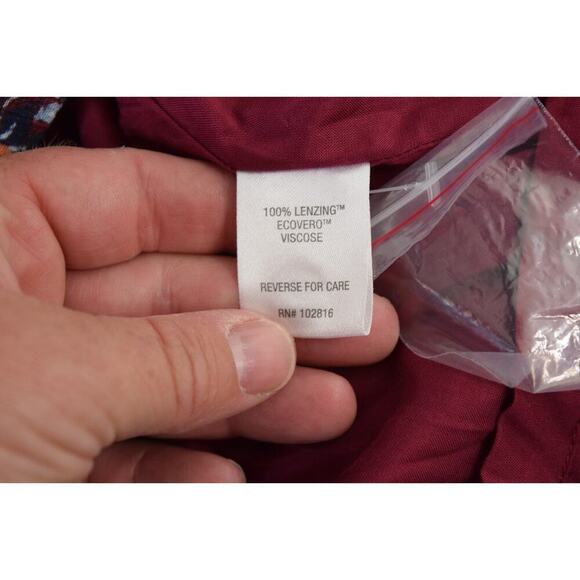 100% LENZING™
ECOVERO™
VISCOSE
REVERSE FOR CARE
RN# 102816